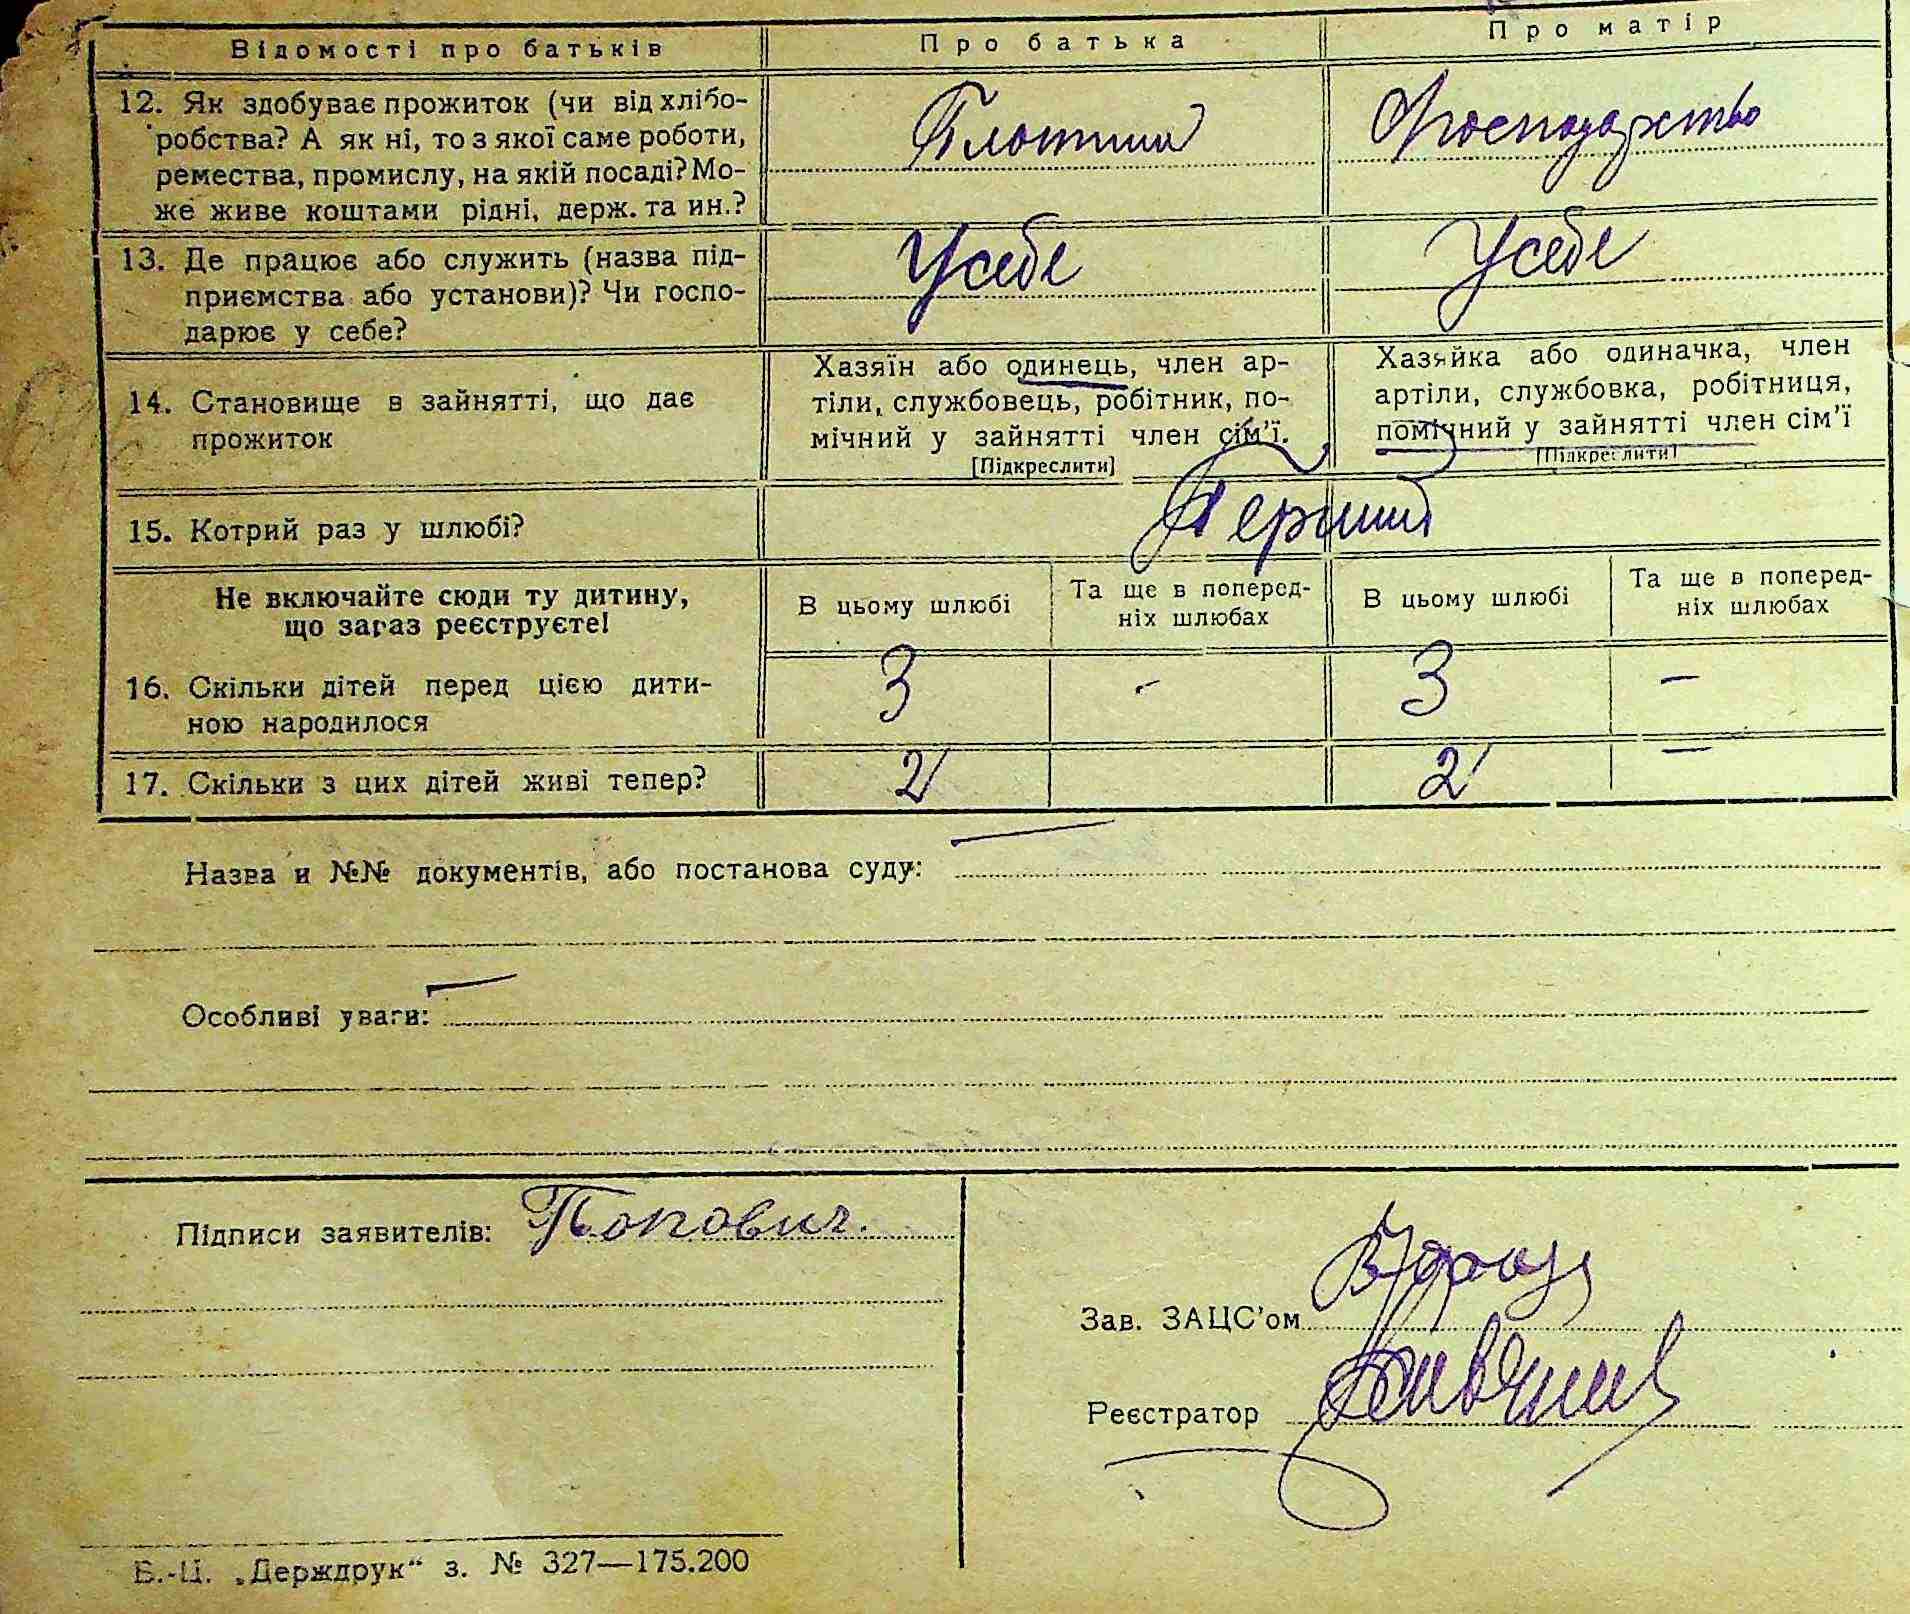 Відомості про батьків
Про батька
Про матір
12. Як здобуває прожиток (чи від хлібо-
робства? А як ні, то з якої саме роботи,
ремества, промислу, на якій посаді? Мо-
же живе коштами рідні, держ. та ин.?
Господарство
13. Де працює або служить (назва під-
приємства або установи)? Чи госпо-
дарює у себе?
У себе
У себе
14. Становище в зайнятті, що дає
прожиток
Хазяїн або одинець, член ар-
тіли, службовець, робітник, по-
мічний у зайнятті член сім'ї.
[Підкреслити]
Хазяйка або одиначка, член
артіли, службовка, робітниця,
помічний у зайнятті член сім'ї
[Підкреслити]
15. Котрий раз у шлюбі?
Перший
Не включайте сюди ту дитину,
що зараз реєструєте!
В цьому шлюбі
Та ще в поперед-
ніх шлюбах
В цьому шлюбі
Та ще в поперед-
ніх шлюбах
16. Скільки дітей перед цією дити-
ною народилося
3 - 3 -
17. Скільки з цих дітей живі тепер?
2 2 -
Назва и №№ документів, або постанова суду: —
Особливі уваги: —
Підписи заявителів: Попович.
Зав. ЗАЦС'ом
Реєстратор
Б.-Ц. „Держдрук“ з. № 327—175.200